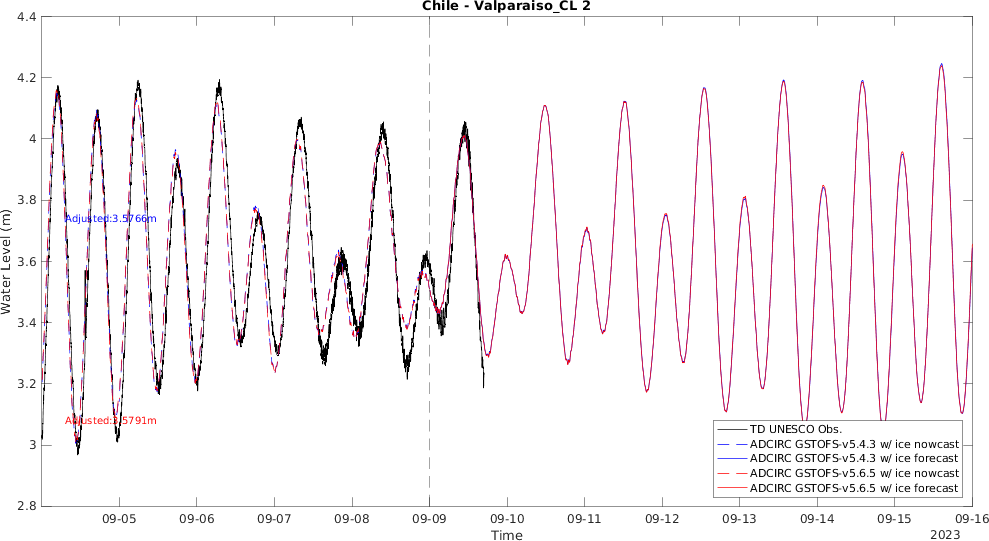 Chile - Valparaiso_CL 2
4.4
4.2
4
3.8
3.6
3.4
3.2
3
2.8
Water Level (m)
Adjusted:3.5766m
Adjusted:3.5791m
TD UNESCO Obs.
ADCIRC GSTOFS-v5.4.3 w/ ice nowcast
ADCIRC GSTOFS-v5.4.3 w/ ice forecast
ADCIRC GSTOFS-v5.6.5 w/ ice nowcast
ADCIRC GSTOFS-v5.6.5 w/ ice forecast
09-05 09-06 09-07 09-08 09-09 09-10 09-11 09-12 09-13 09-14 09-15 09-16
Time
2023